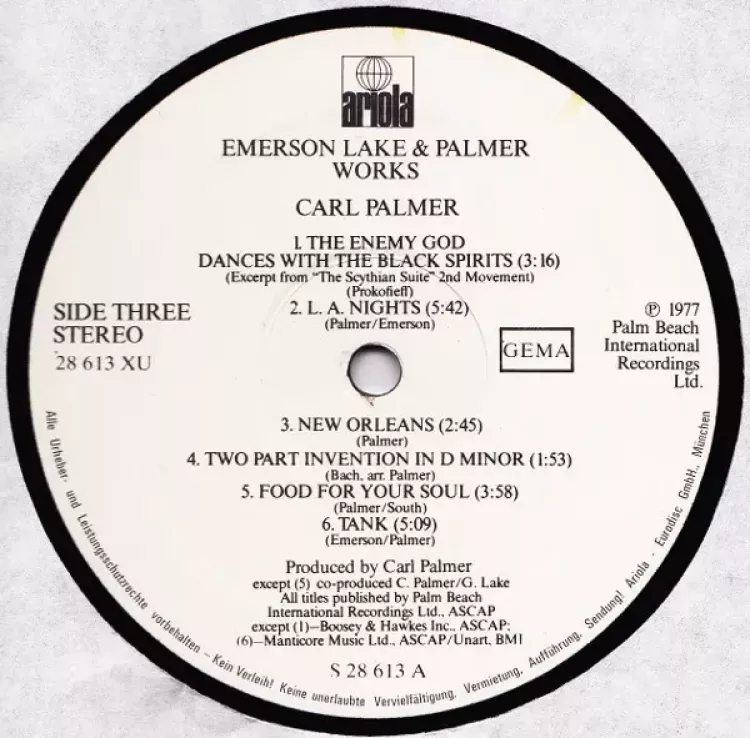 ariola
EMERSON LAKE & PALMER
WORKS
CARL PALMER
1. THE ENEMY GOD
DANCES WITH THE BLACK SPIRITS (3:16)
(Excerpt from "The Scythian Suite" 2nd Movement)
(Prokofieff)
2. L. A. NIGHTS (5:42)
(Palmer/Emerson)
SIDE THREE
STEREO
28 613 XU
GEMA
℗ 1977
Palm Beach
International
Recordings
Ltd.
3. NEW ORLEANS (2:45)
(Palmer)
4. TWO PART INVENTION IN D MINOR (1:53)
(Bach, arr. Palmer)
5. FOOD FOR YOUR SOUL (3:58)
(Palmer/South)
6. TANK (5:09)
(Emerson/Palmer)
Produced by Carl Palmer
except (5) co-produced C. Palmer/G. Lake
All titles published by Palm Beach
International Recordings Ltd., ASCAP
except (1)—Boosey & Hawkes Inc., ASCAP;
(6)—Manticore Music Ltd., ASCAP/Unart, BMI
S 28 613 A
Alle Urheber- und Leistungsschutzrechte vorbehalten – Kein Verleih! Keine unerlaubte Vervielfältigung, Vermietung, Aufführung, Sendung! Ariola - Eurodisc GmbH., München